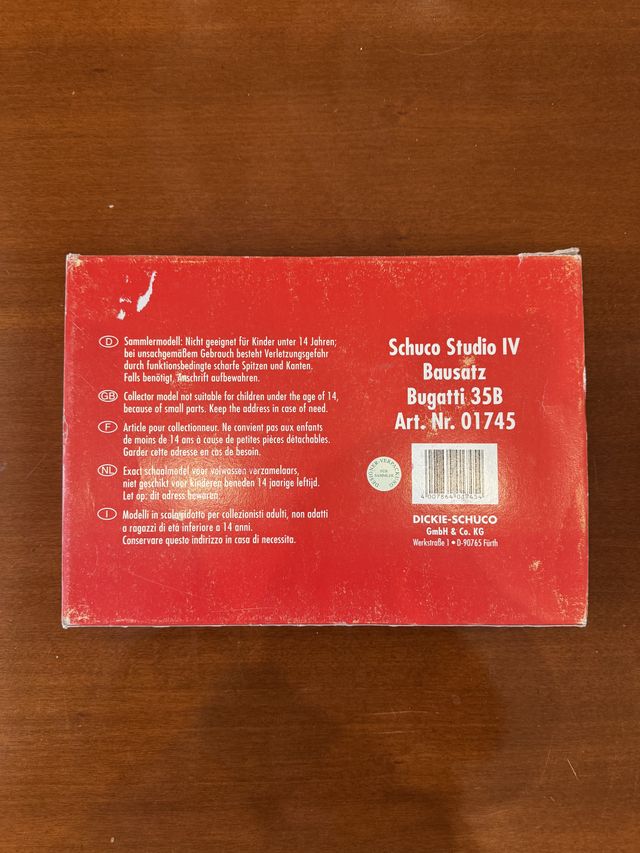 D Sammlermodell: Nicht geeignet für Kinder unter 14 Jahren;
bei unsachgemäßem Gebrauch besteht Verletzungsgefahr
durch funktionsbedingte scharfe Spitzen und Kanten.
Falls benötigt, Anschrift aufbewahren.
GB Collector model not suitable for children under the age of 14,
because of small parts. Keep the address in case of need.
F Article pour collectionneur. Ne convient pas aux enfants
de moins de 14 ans à cause de petites pièces détachables.
Garder cette adresse en cas de besoin.
NL Exact schaalmodel voor volwassen verzamelaars,
niet geschikt voor kinderen beneden 14 jaarige leftijd.
Let op: dit adress bewaren.
I Modelli in scala, ridotto per collezionisti adulti, non adatti
a ragazzi di età inferiore a 14 anni.
Conservare questo indirizzo in casa di necessita.
Schuco Studio IV
Bausatz
Bugatti 35B
Art. Nr. 01745
4 007864 017454
DICKIE-SCHUCO
GmbH & Co. KG
Werkstraße 1 • D-90765 Fürth